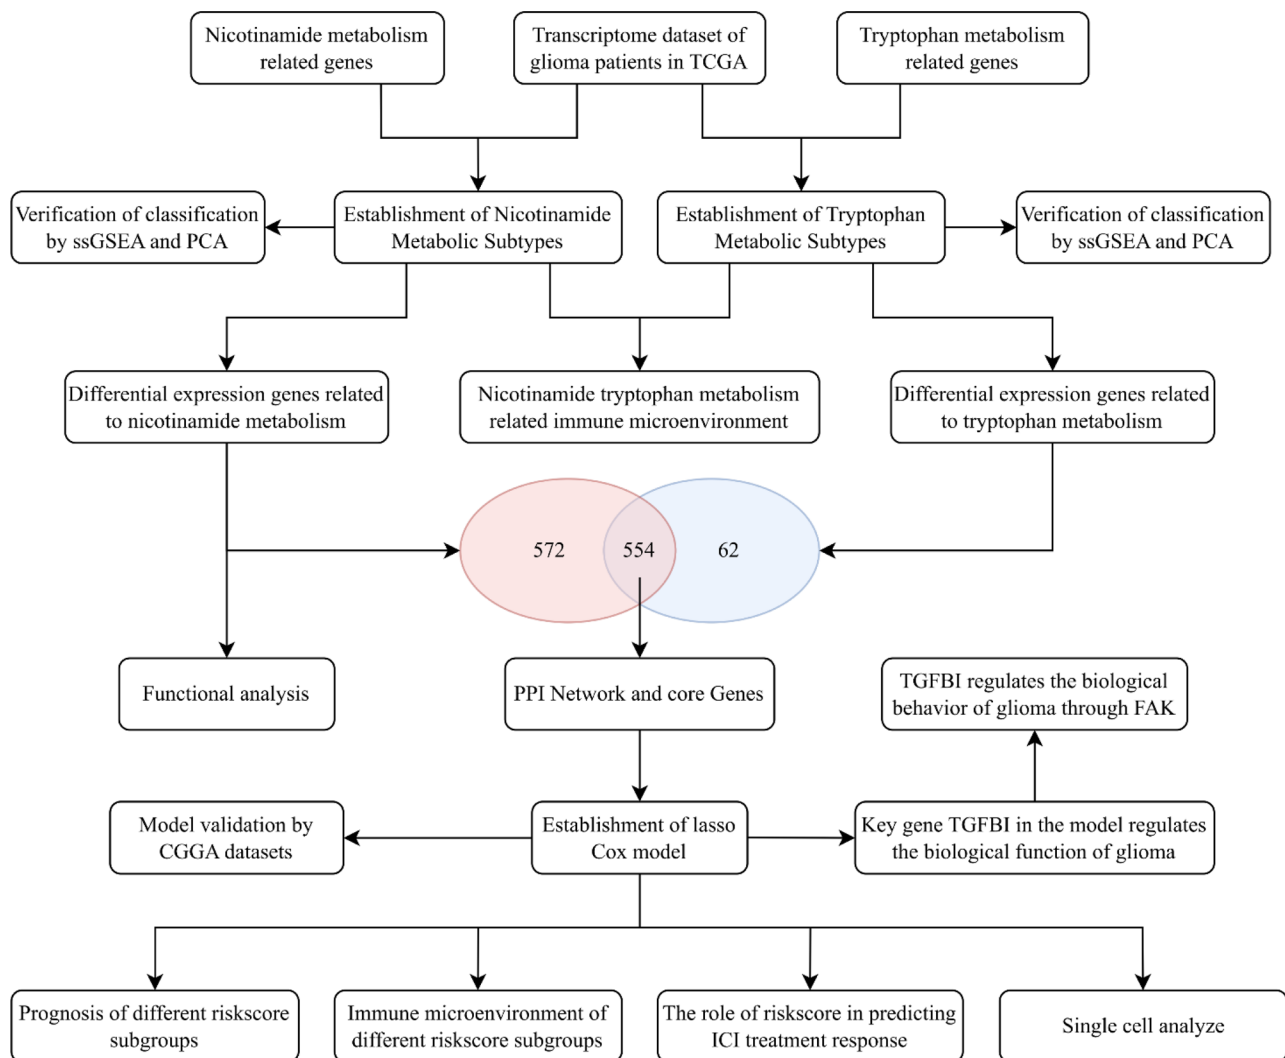 Nicotinamide metabolism
related genes
Transcriptome dataset of
glioma patients in TCGA
Tryptophan metabolism
related genes
Verification of classification
by ssGSEA and PCA
Establishment of Nicotinamide
Metabolic Subtypes
Establishment of Tryptophan
Metabolic Subtypes
Verification of classification
by ssGSEA and PCA
Differential expression genes related
to nicotinamide metabolism
Nicotinamide tryptophan metabolism
related immune microenvironment
Differential expression genes related
to tryptophan metabolism
572
554
62
Functional analysis
PPI Network and core Genes
TGFBI regulates the biological
behavior of glioma through FAK
Model validation by
CGGA datasets
Establishment of lasso
Cox model
Key gene TGFBI in the model regulates
the biological function of glioma
Prognosis of different riskscore
subgroups
Immune microenvironment of
different riskscore subgroups
The role of riskscore in predicting
ICI treatment response
Single cell analyze